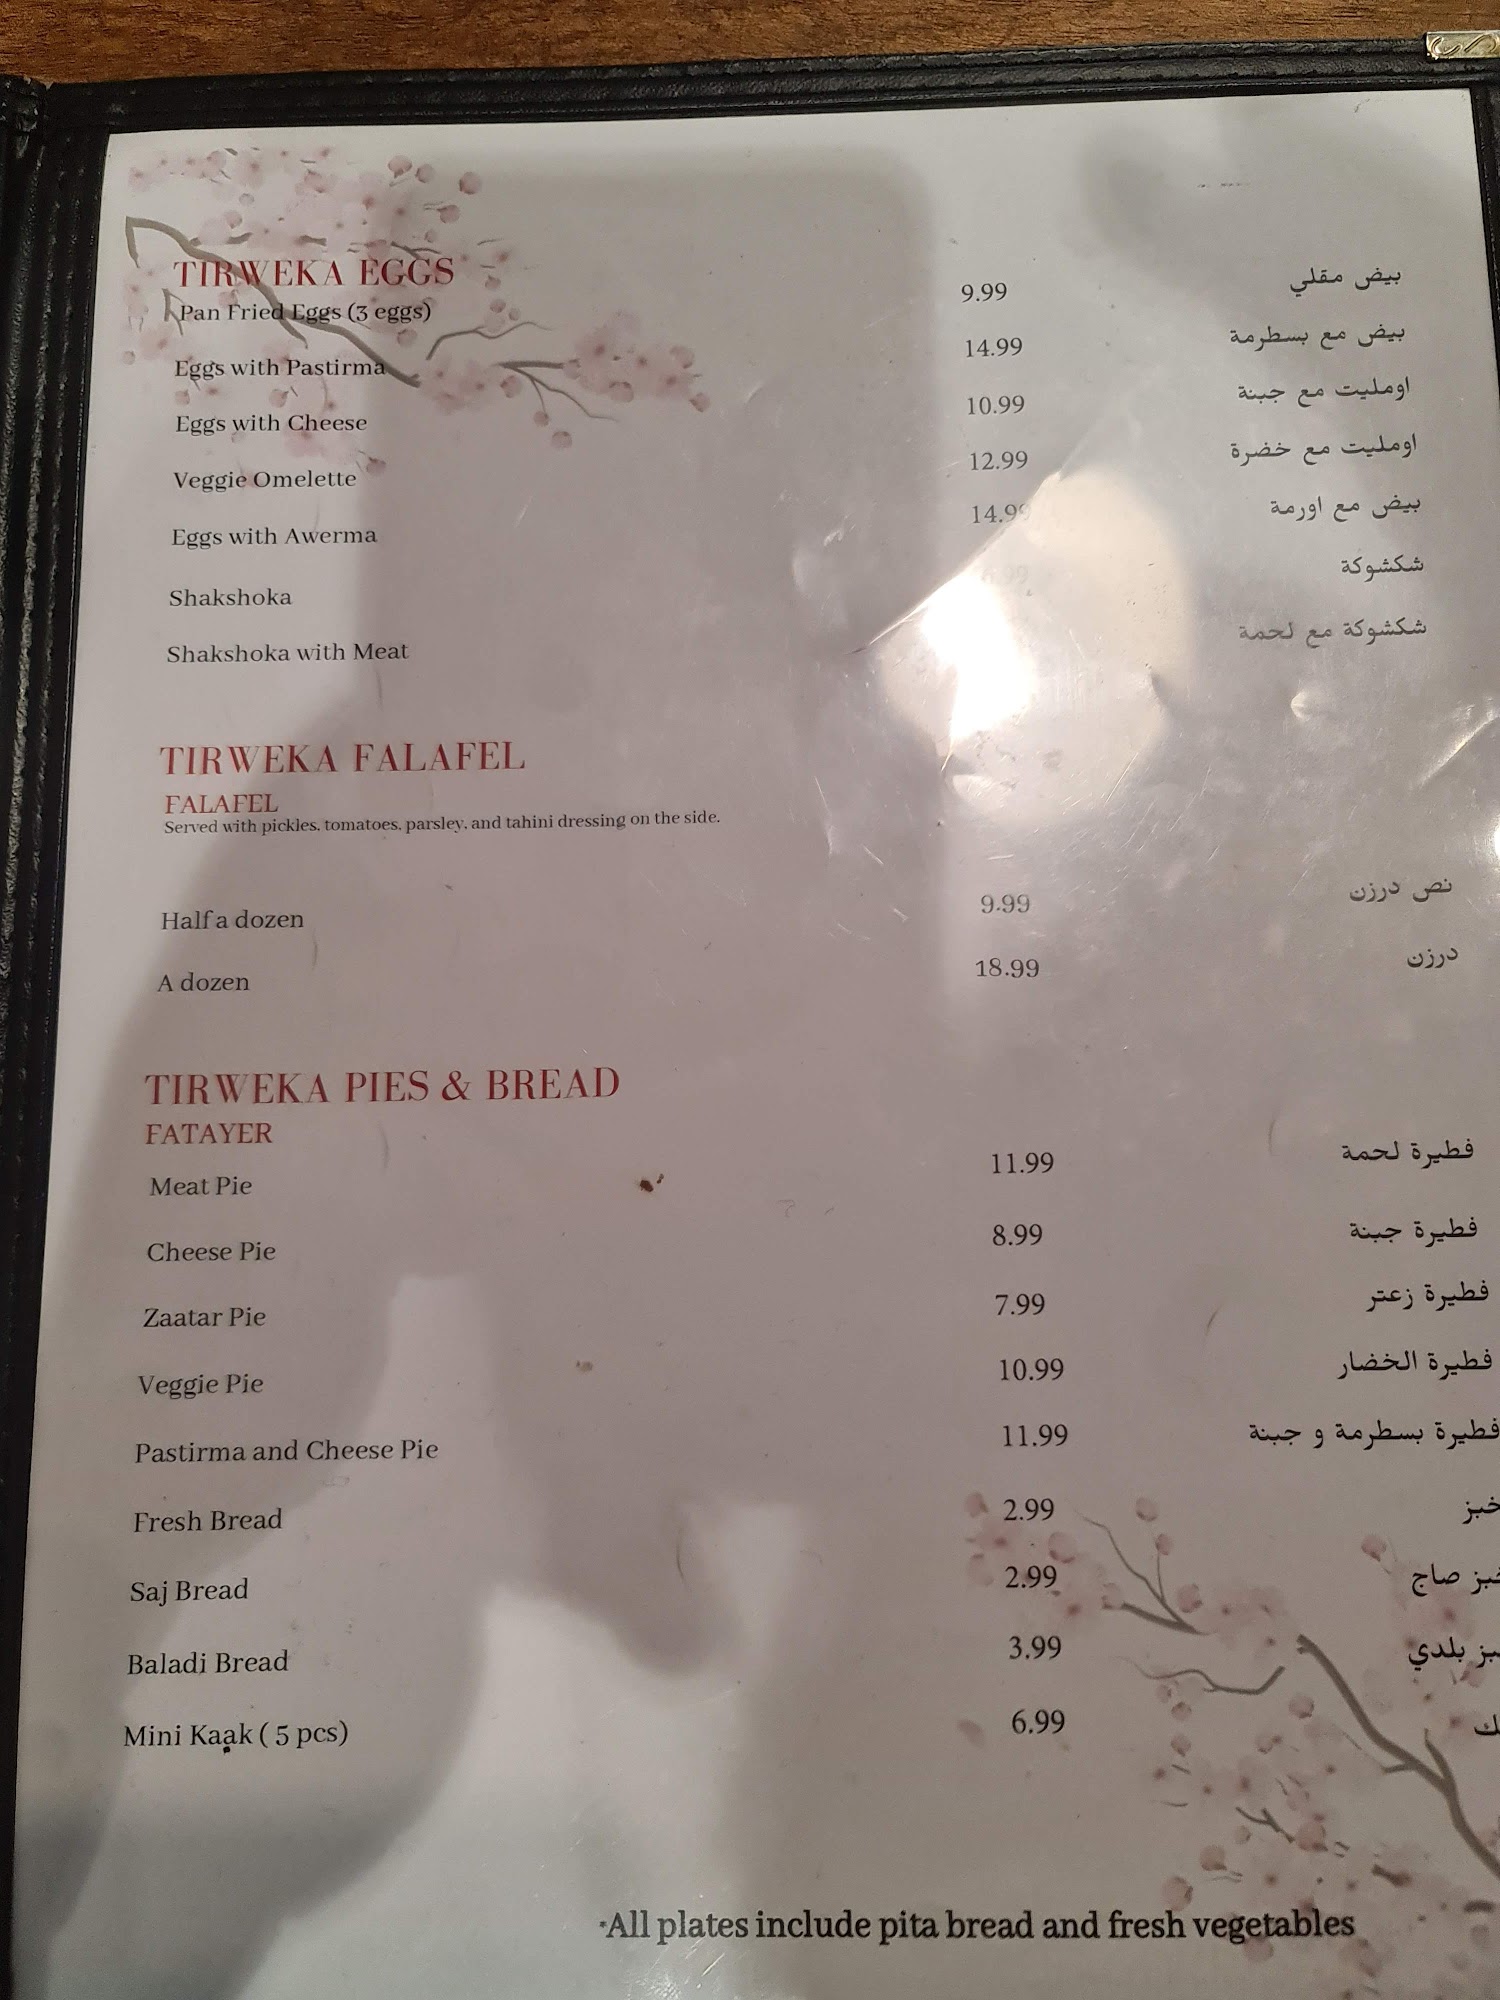 TIRWEKA EGGS
Pan Fried Eggs (3 eggs) 9.99 بيض مقلي
Eggs with Pastirma 14.99 بيض مع بسطرمة
Eggs with Cheese 10.99 اومليت مع جبنة
Veggie Omelette 12.99 اومليت مع خضرة
Eggs with Awerma 14.99 بيض مع اورمة
Shakshoka شكشوكة
Shakshoka with Meat شكشوكة مع لحمة
TIRWEKA FALAFEL
FALAFEL
Served with pickles, tomatoes, parsley, and tahini dressing on the side.
Half a dozen 9.99 نص درزن
A dozen 18.99 درزن
TIRWEKA PIES & BREAD
FATAYER
Meat Pie 11.99 فطيرة لحمة
Cheese Pie 8.99 فطيرة جبنة
Zaatar Pie 7.99 فطيرة زعتر
Veggie Pie 10.99 فطيرة الخضار
Pastirma and Cheese Pie 11.99 فطيرة بسطرمة و جبنة
Fresh Bread 2.99 خبز
Saj Bread 2.99 خبز صاج
Baladi Bread 3.99 بلدي
Mini Kaak ( 5 pcs) 6.99
*All plates include pita bread and fresh vegetables